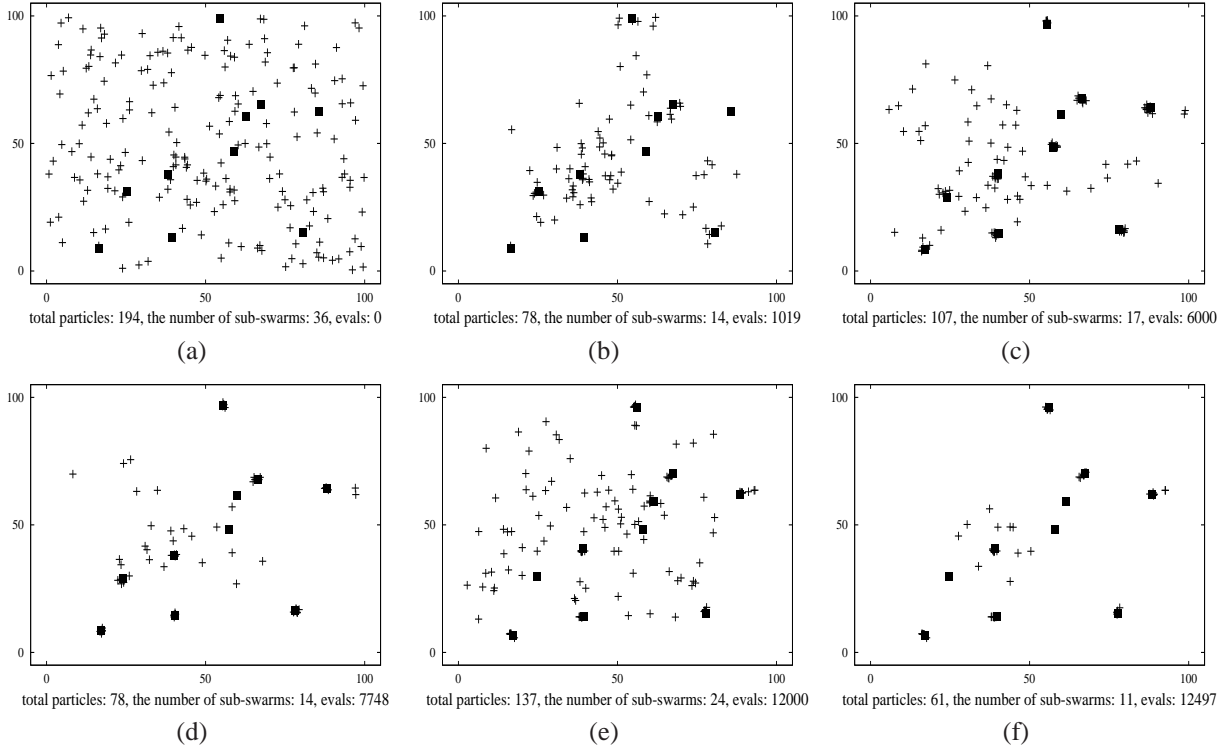 100
50
0
0 50 100
total particles: 194, the number of sub-swarms: 36, evals: 0
(a)
100
50
0
0 50 100
total particles: 78, the number of sub-swarms: 14, evals: 1019
(b)
100
50
0
0 50 100
total particles: 107, the number of sub-swarms: 17, evals: 6000
(c)
100
50
0
0 50 100
total particles: 78, the number of sub-swarms: 14, evals: 7748
(d)
100
50
0
0 50 100
total particles: 137, the number of sub-swarms: 24, evals: 12000
(e)
100
50
0
0 50 100
total particles: 61, the number of sub-swarms: 11, evals: 12497
(f)